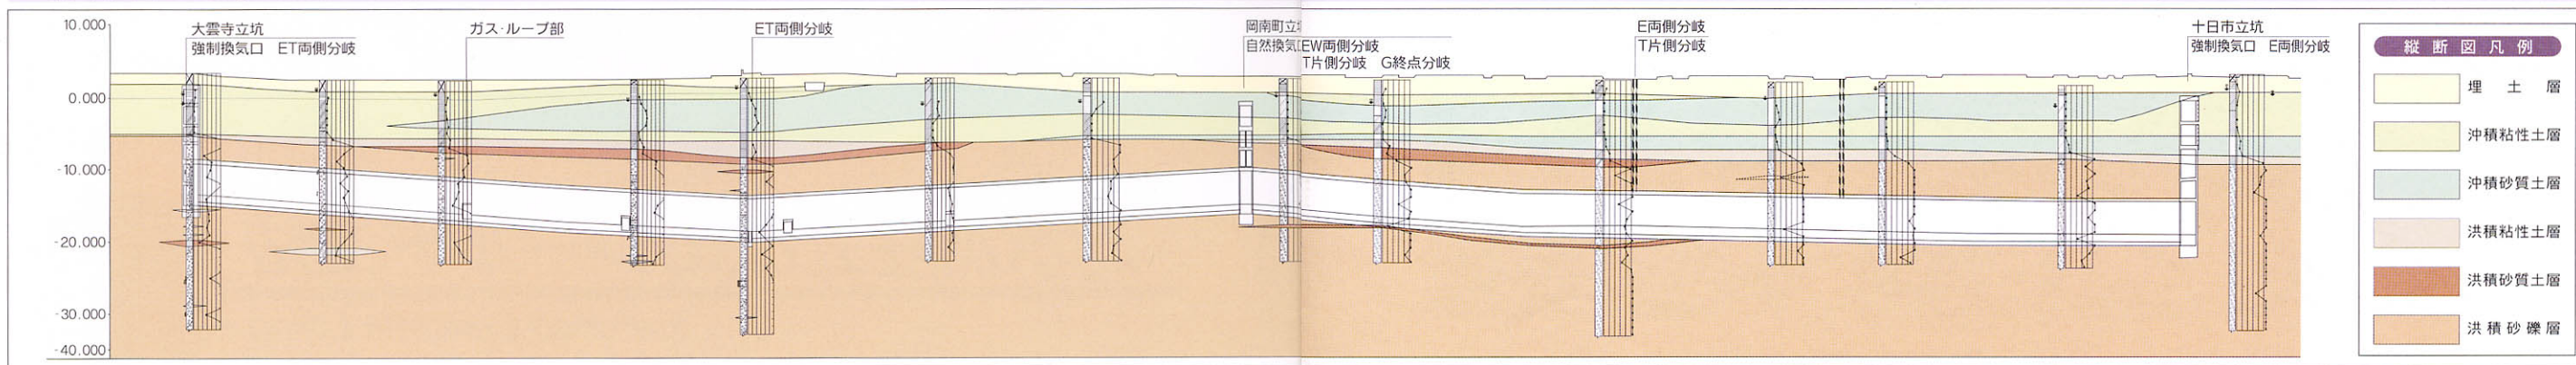 10.000
0.000
-10.000
-20.000
-30.000
-40.000
大雲寺立坑
強制換気口 ET両側分岐
ガス・ループ部
ET両側分岐
岡南町立
自然換気
EW両側分岐
T片側分岐 G終点分岐
E両側分岐
T片側分岐
十日市立坑
強制換気口 E両側分岐
縦断図凡例
埋土層
沖積粘性土層
沖積砂質土層
洪積粘性土層
洪積砂質土層
洪積砂礫層